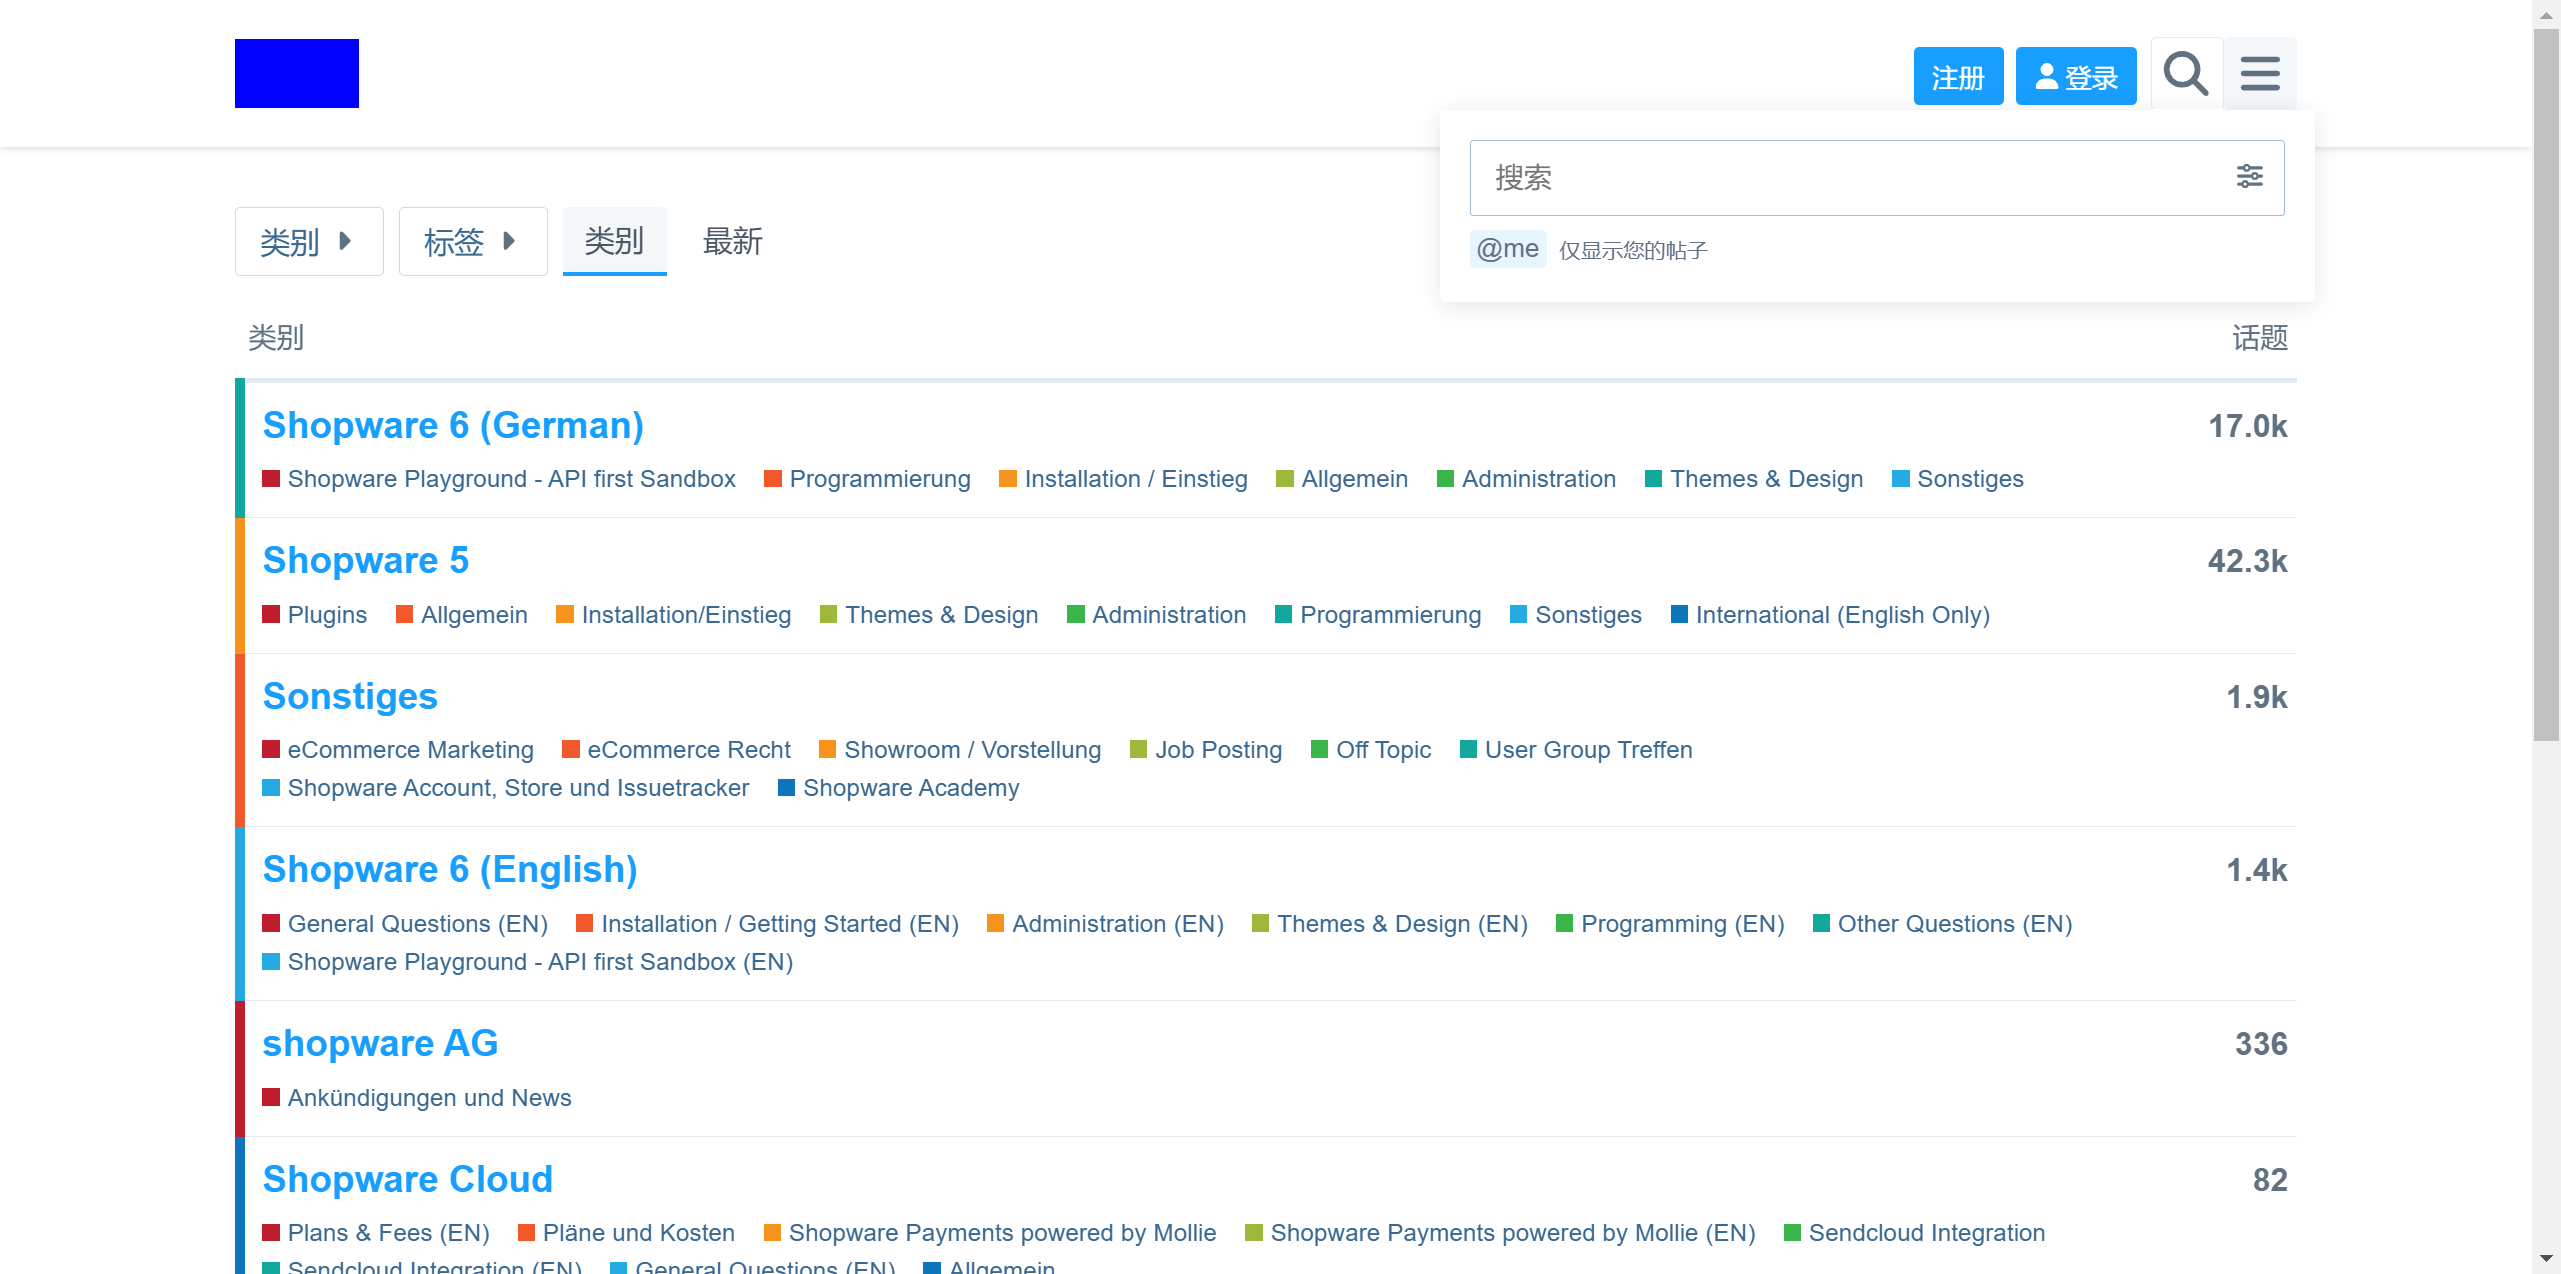 注册 登录
搜索
@me 仅显示您的帖子
类别 标签 类别 最新
类别 话题
Shopware 6 (German) 17.0k
Shopware Playground - API first Sandbox Programmierung Installation / Einstieg Allgemein Administration Themes & Design Sonstiges
Shopware 5 42.3k
Plugins Allgemein Installation/Einstieg Themes & Design Administration Programmierung Sonstiges International (English Only)
Sonstiges 1.9k
eCommerce Marketing eCommerce Recht Showroom / Vorstellung Job Posting Off Topic User Group Treffen
Shopware Account, Store und Issuetracker Shopware Academy
Shopware 6 (English) 1.4k
General Questions (EN) Installation / Getting Started (EN) Administration (EN) Themes & Design (EN) Programming (EN) Other Questions (EN)
Shopware Playground - API first Sandbox (EN)
shopware AG 336
Ankündigungen und News
Shopware Cloud 82
Plans & Fees (EN) Pläne und Kosten Shopware Payments powered by Mollie Shopware Payments powered by Mollie (EN) Sendcloud Integration
Sendcloud Integration (EN) General Questions (EN) Allgemein